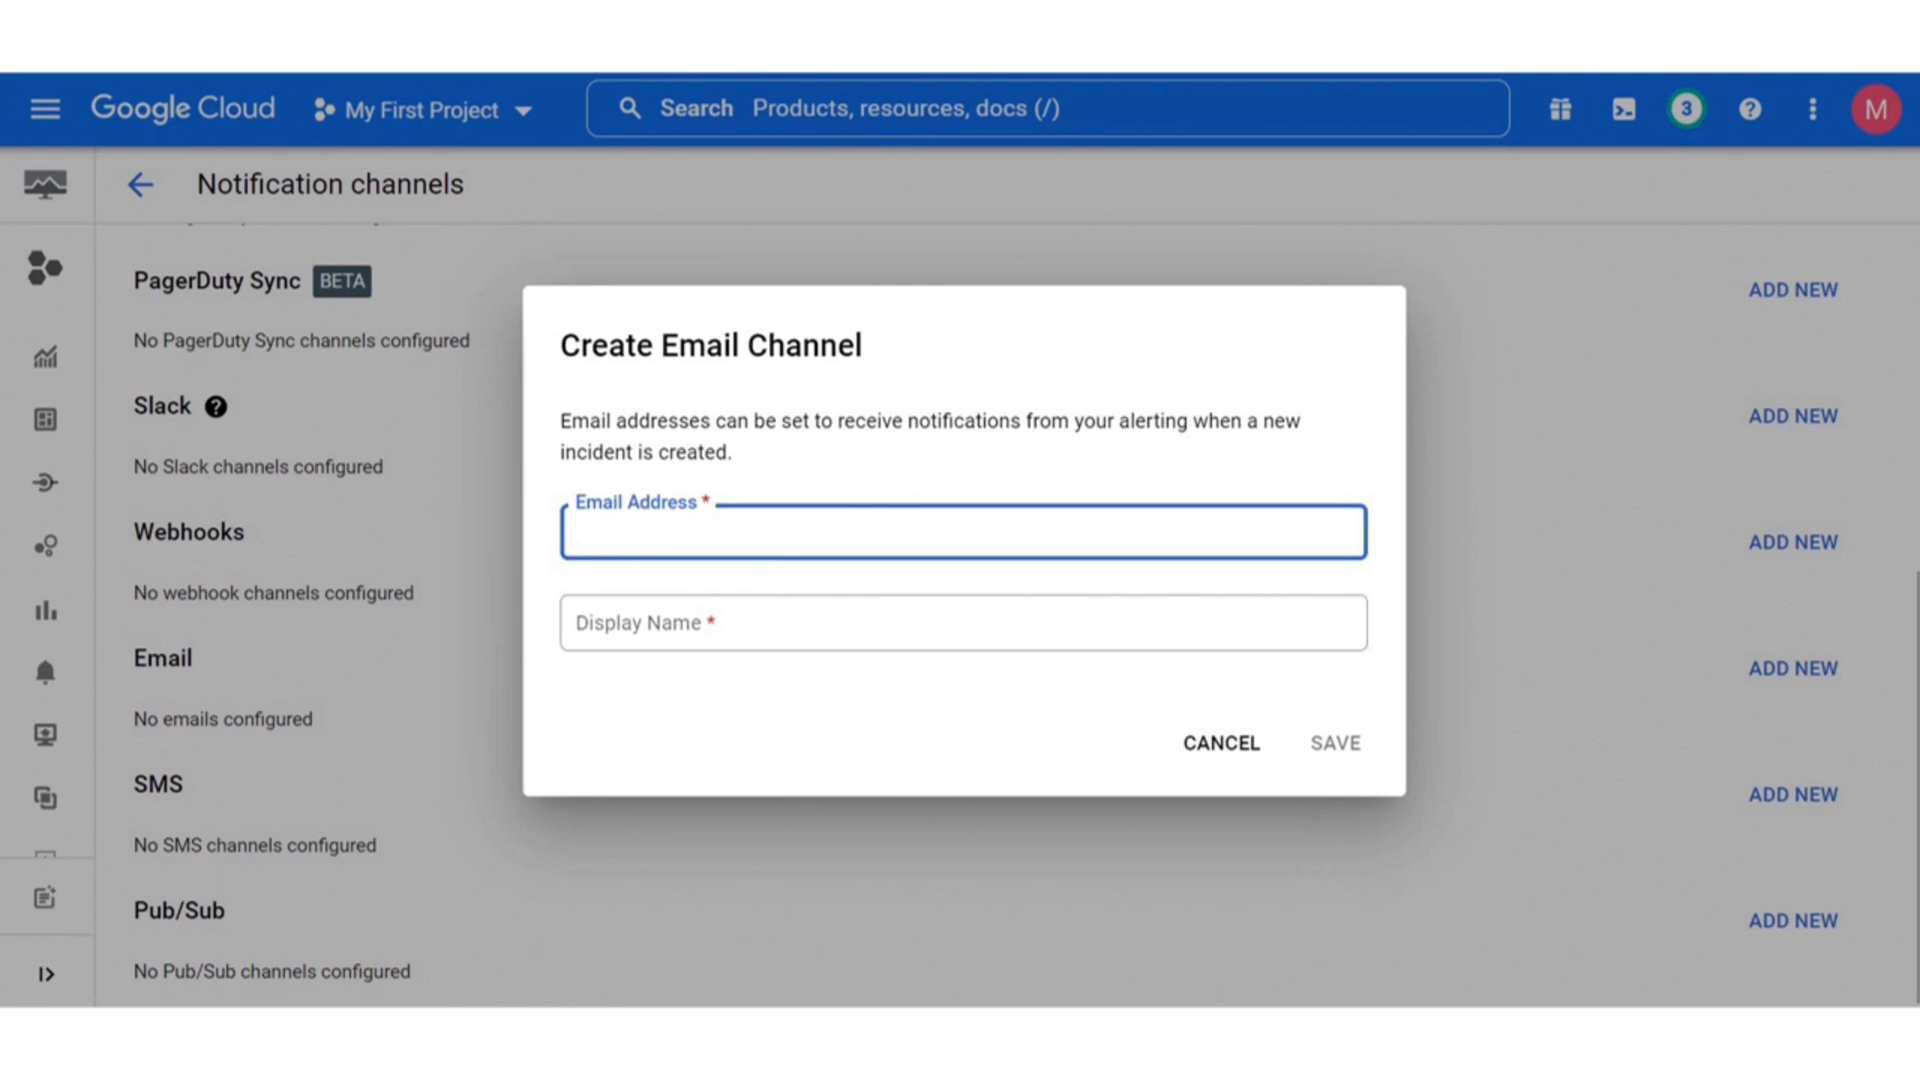 Google Cloud
My First Project
Search Products, resources, docs (/)
3
M
Notification channels
PagerDuty Sync BETA
ADD NEW
No PagerDuty Sync channels configured
Slack
ADD NEW
No Slack channels configured
Webhooks
ADD NEW
No webhook channels configured
Email
ADD NEW
No emails configured
SMS
ADD NEW
No SMS channels configured
Pub/Sub
ADD NEW
No Pub/Sub channels configured
Create Email Channel
Email addresses can be set to receive notifications from your alerting when a new
incident is created.
Email Address *
Display Name *
CANCEL SAVE